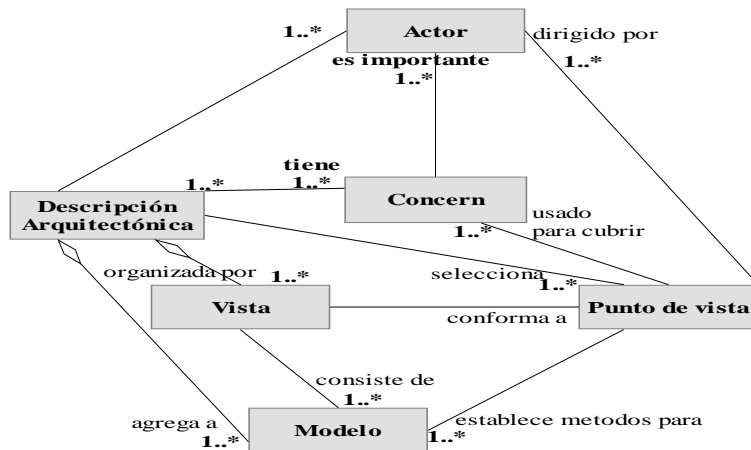 1..*
Actor
dirigido por
es importante
1..*
1..*
tiene
1..*
1..*
Concern
Descripción
Arquitectónica
usado
1..*
para cubrir
organizada por
1..*
selecciona
1..*
Vista
Punto de vista
conforma a
consiste de
1..*
agrega a
1..*
Modelo
establece metodos para
1..*